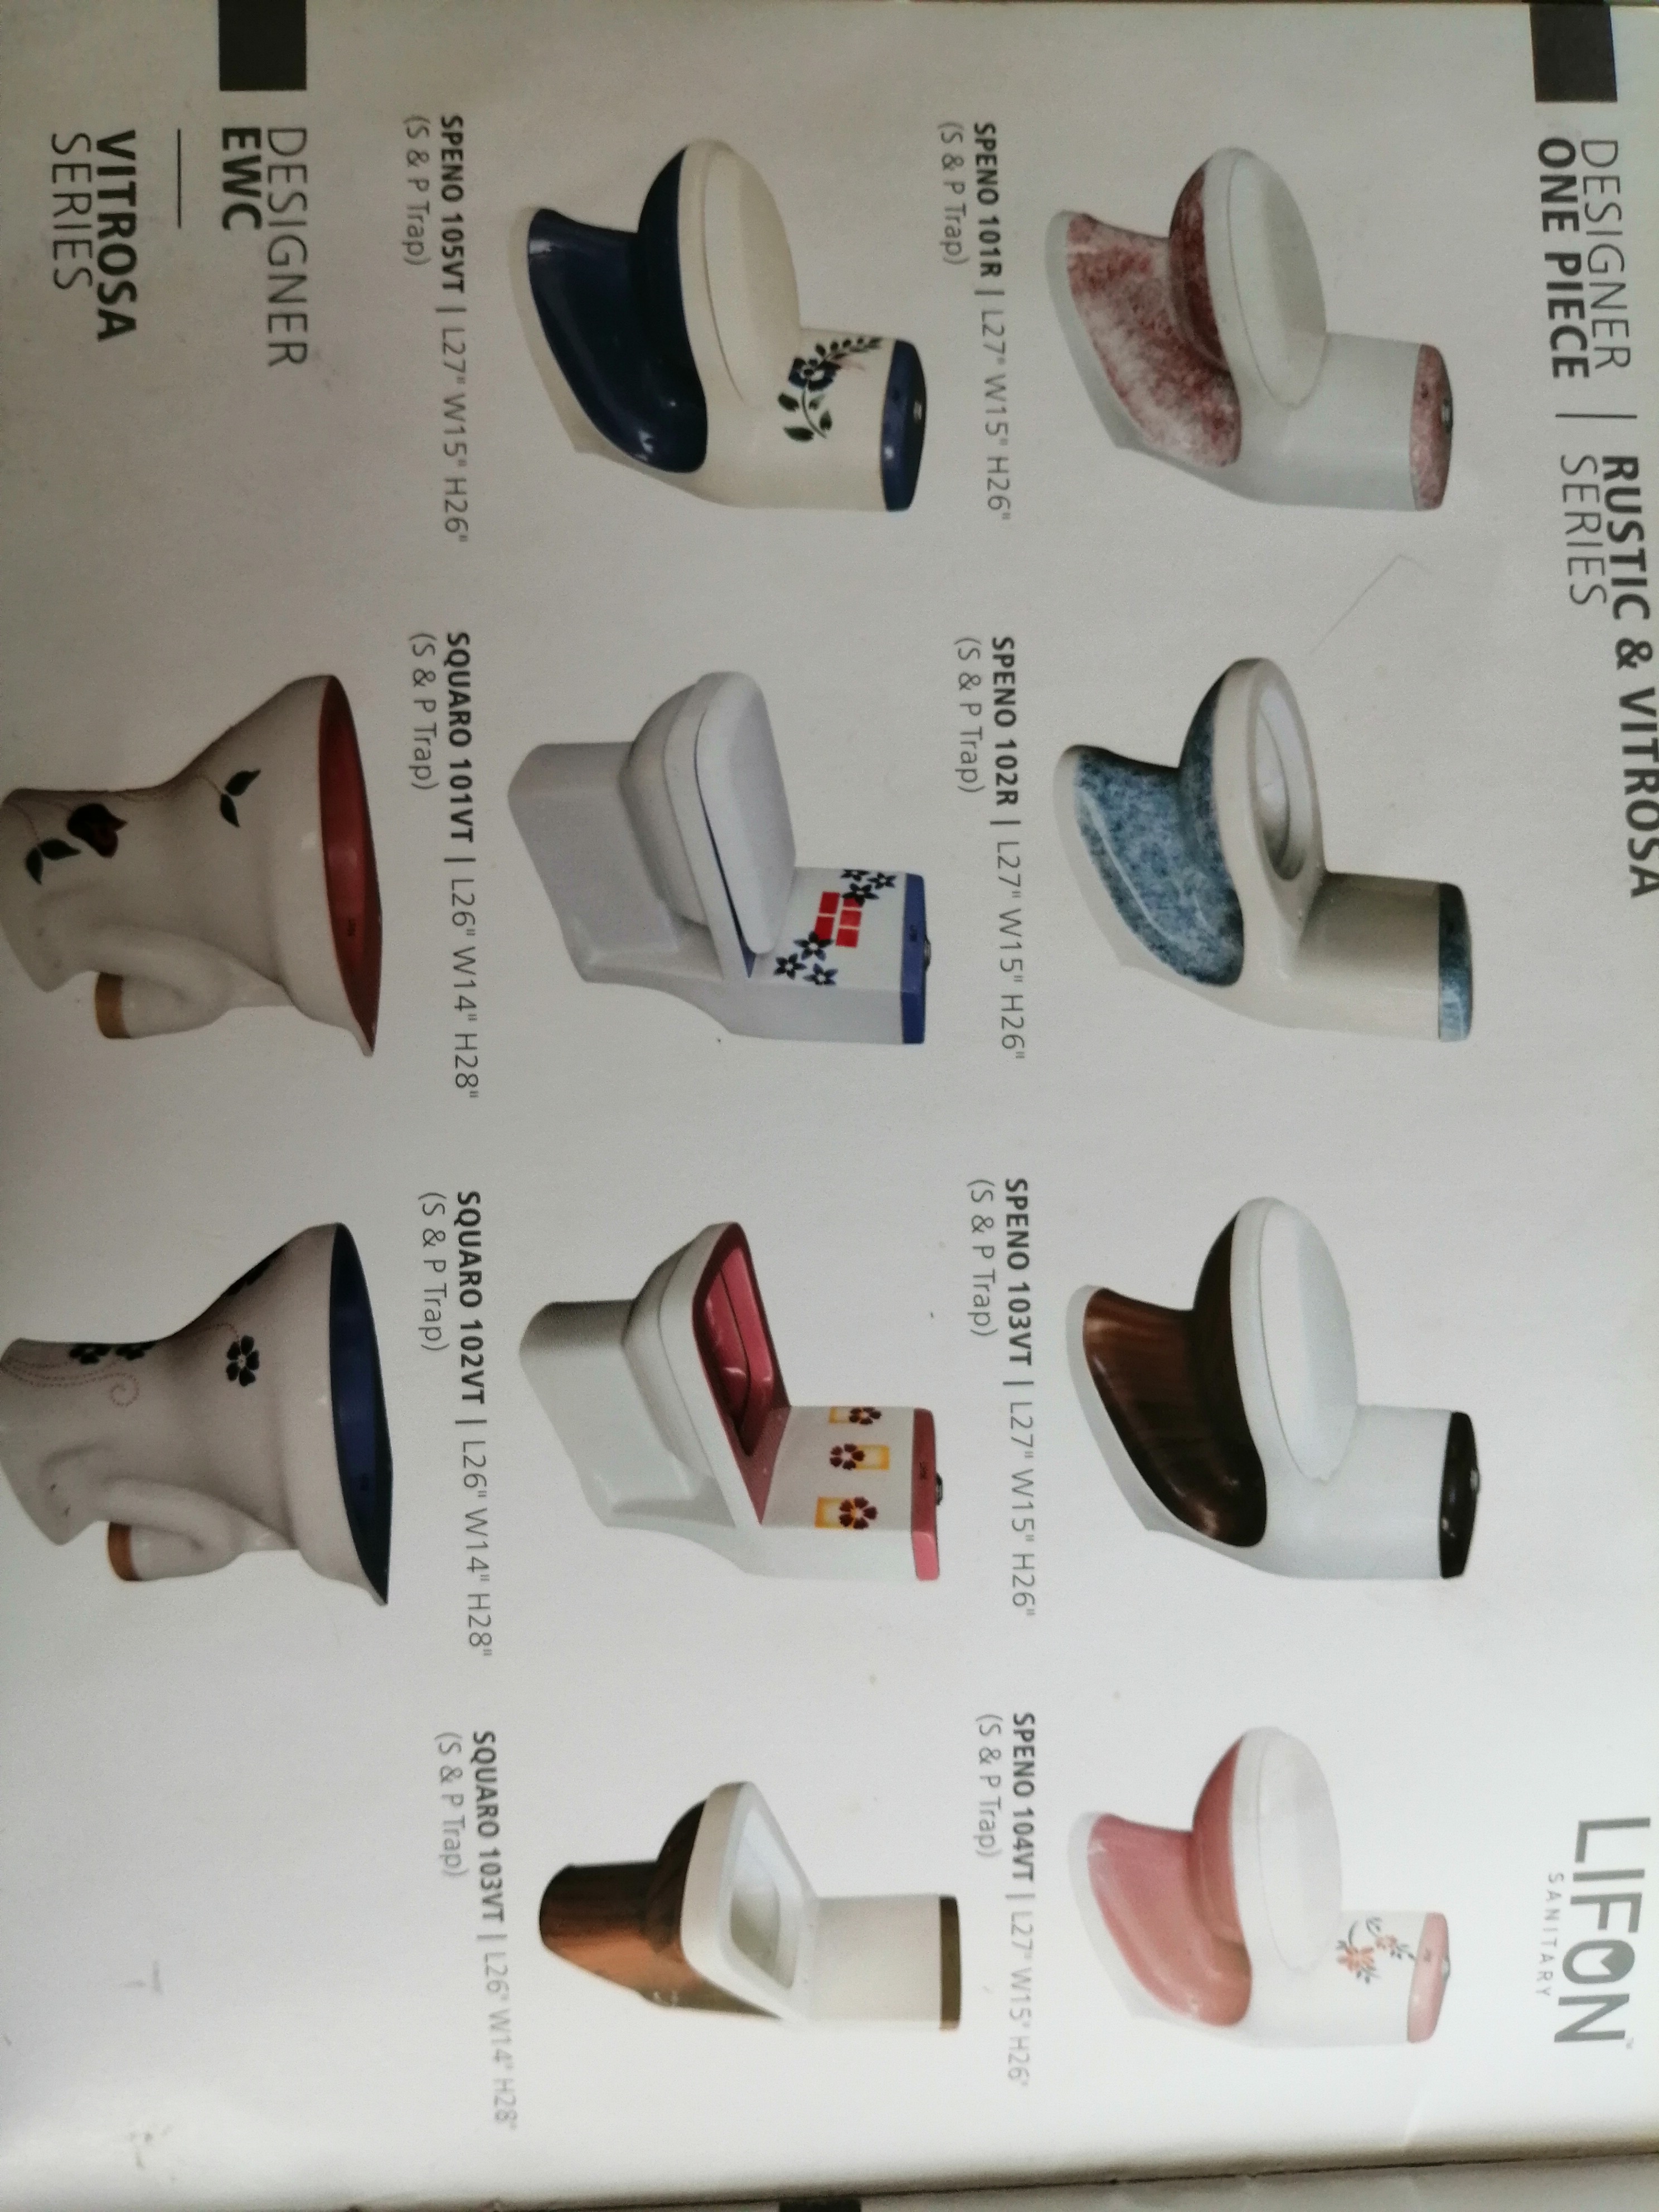 DESIGNER | RUSTIC & VITROSA
ONE PIECE | SERIES
LIFON™
SANITARY
SPENO 101R | L27" W15" H26"
(S & P Trap)
SPENO 102R | L27" W15" H26"
(S & P Trap)
SPENO 103VT | L27" W15" H26"
(S & P Trap)
SPENO 104VT | L27" W15" H26"
(S & P Trap)
SPENO 105VT | L27" W15" H26"
(S & P Trap)
SQUARO 101VT | L26" W14" H28"
(S & P Trap)
SQUARO 102VT | L26" W14" H28"
(S & P Trap)
SQUARO 103VT | L26" W14" H28"
(S & P Trap)
DESIGNER
EWC
VITROSA
SERIES